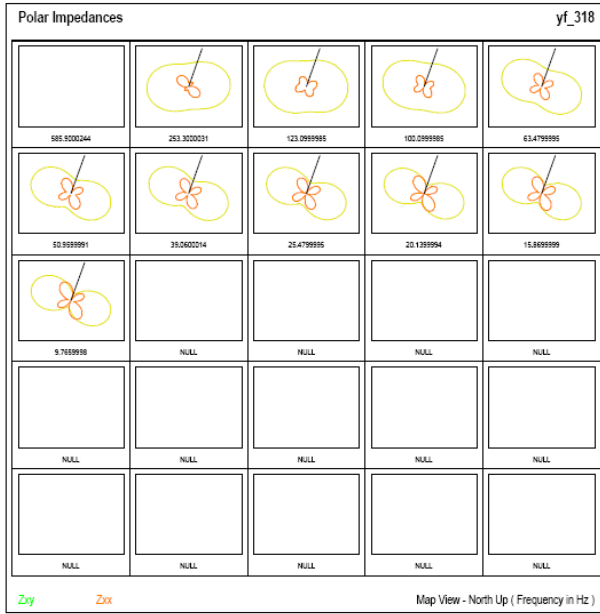 Polar Impedances yf_318
585.9000244 253.3000031 123.0999985 100.0999985 63.4799995
50.9599991 39.0600014 25.4799995 20.1399994 15.8699999
9.7659998 NULL NULL NULL NULL
NULL NULL NULL NULL NULL
NULL NULL NULL NULL NULL
Zxy Zxx Map View - North Up ( Frequency in Hz )